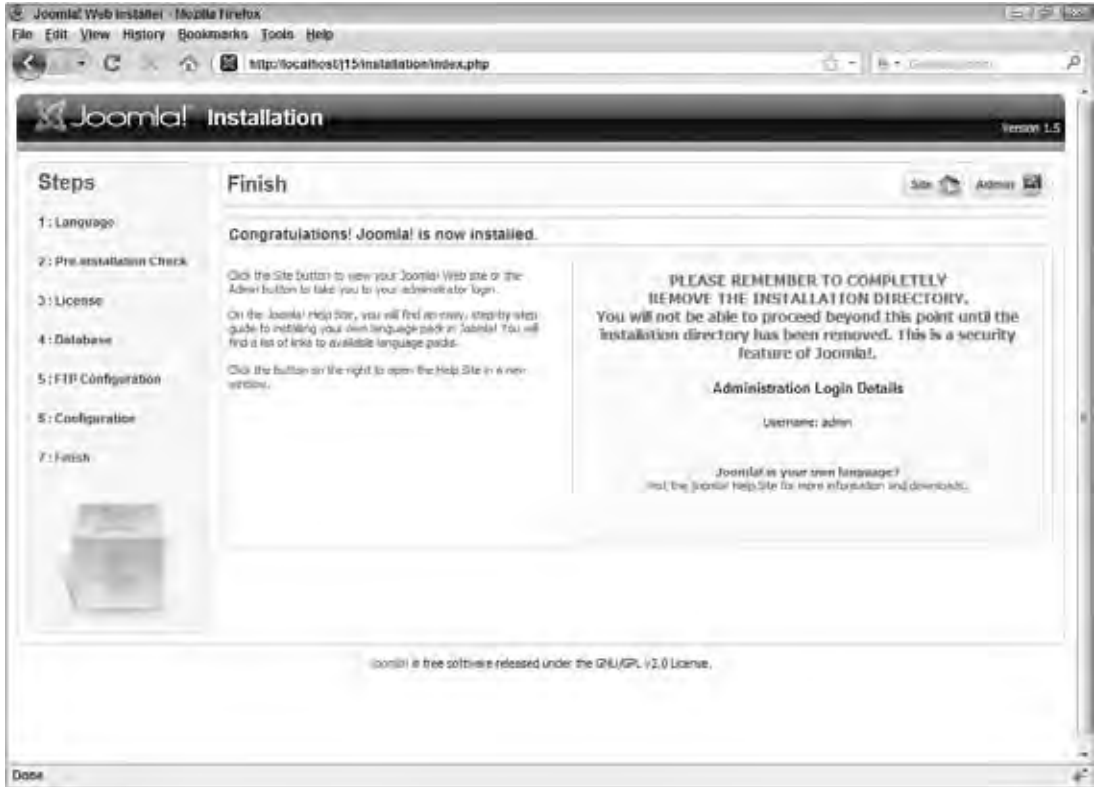 Joomla! Web Installer - Mozilla Firefox
File Edit View History Bookmarks Tools Help
http://localhost/j15/installation/index.php
Joomla! Installation
Version 1.5
Steps
1 : Language
2 : Pre-installation Check
3 : License
4 : Database
5 : FTP Configuration
6 : Configuration
7 : Finish
Finish
Site Admin
Congratulations! Joomla! is now installed.
Click the Site button to view your Joomla! Web site or the
Admin button to take you to your administrator login.
On the Joomla! Help Site, you will find an easy, step-by-step
guide to installing your own language pack in Joomla! You will
find a list of links to available language packs.
Click the button on the right to open the Help Site in a new
window.
PLEASE REMEMBER TO COMPLETELY
REMOVE THE INSTALLATION DIRECTORY.
You will not be able to proceed beyond this point until the
installation directory has been removed. This is a security
feature of Joomla!.
Administration Login Details
Username: admin
Joomla! in your own language?
Visit the Joomla! Help Site for more information and downloads.
Joomla! is free software released under the GNU/GPL v2.0 License.
Done